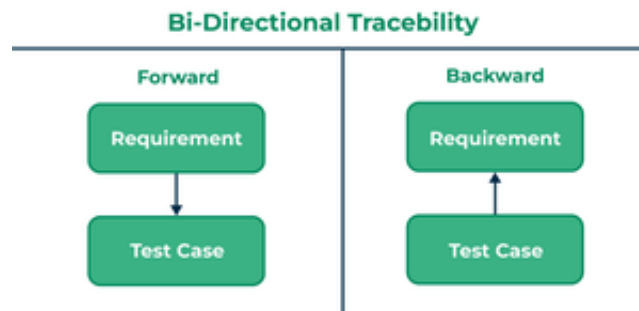 Bi-Directional Tracebility
Forward
Requirement
Test Case
Backward
Requirement
Test Case